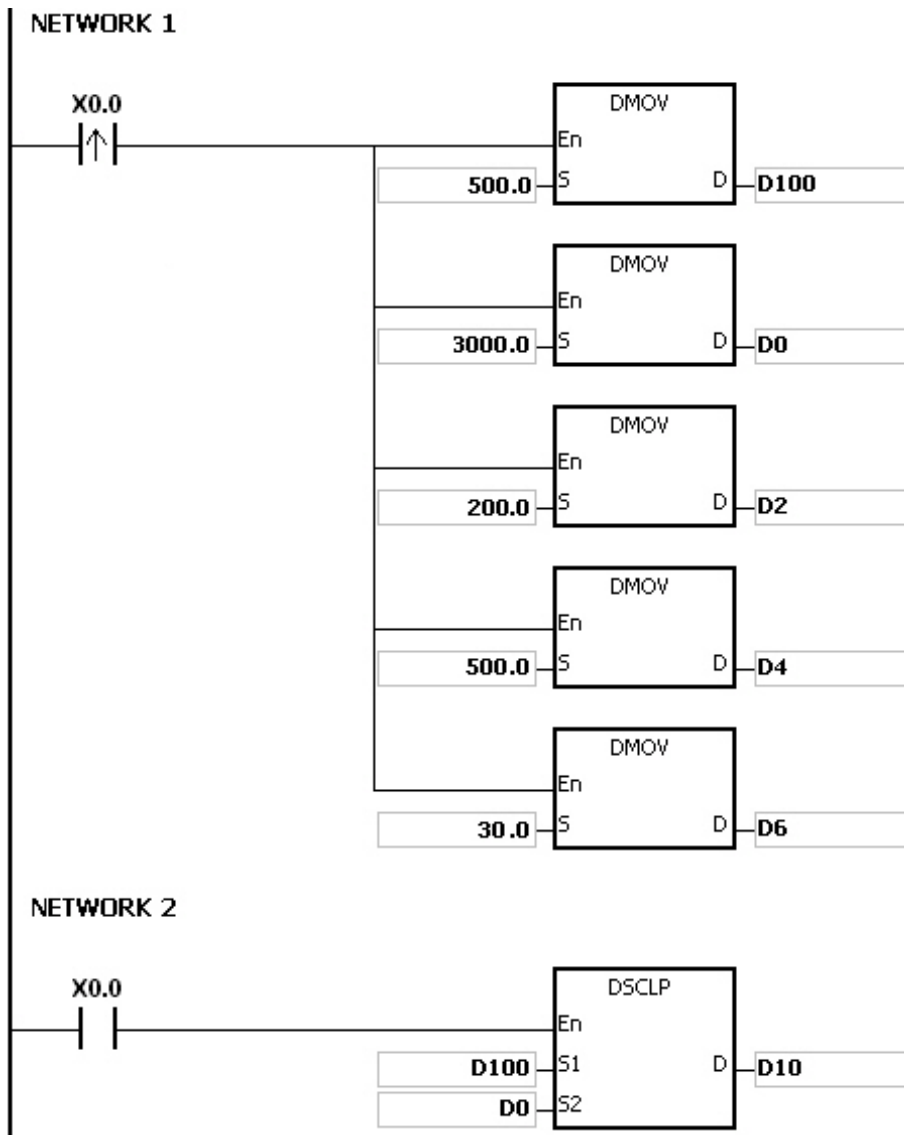 NETWORK 1
X0.0
DMOV
En
500.0 S D D100
DMOV
En
3000.0 S D D0
DMOV
En
200.0 S D D2
DMOV
En
500.0 S D D4
DMOV
En
30.0 S D D6
NETWORK 2
X0.0
DSCLP
En
D100 S1 D D10
D0 S2